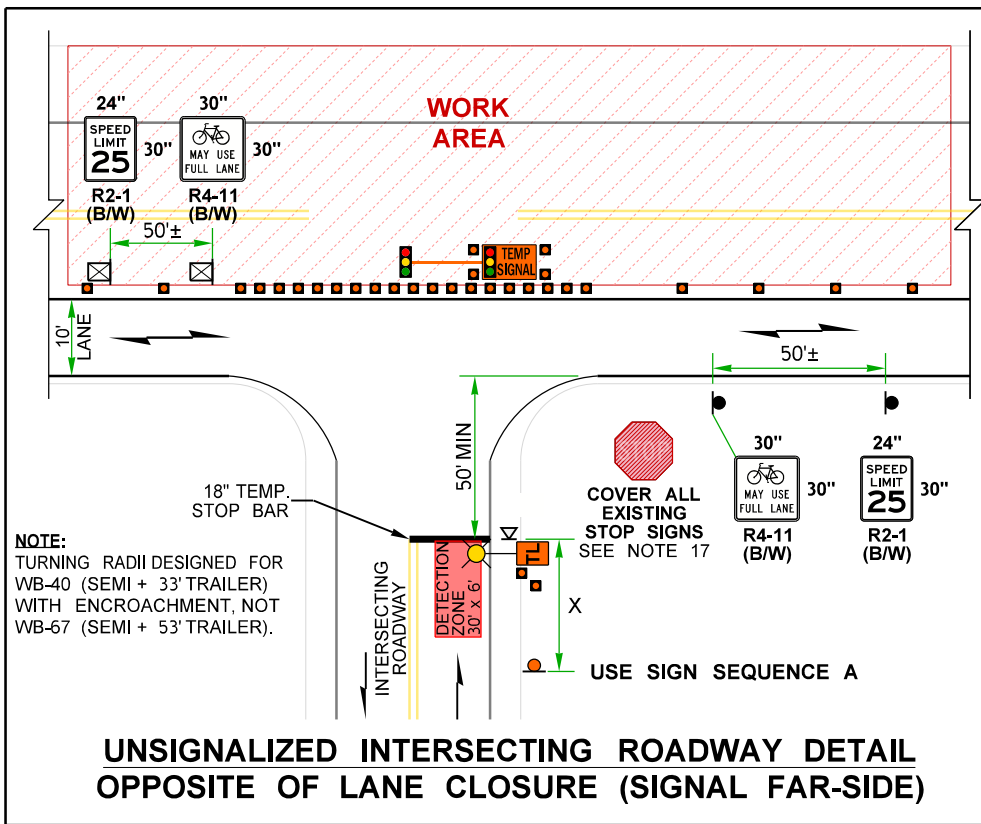 WORK
AREA
24"
SPEED
LIMIT
25
30"
R2-1
(B/W)
30"
MAY USE
FULL LANE
30"
R4-11
(B/W)
50'±
TEMP
SIGNAL
10'
LANE
50'±
50' MIN
STOP
COVER ALL
EXISTING
STOP SIGNS
SEE NOTE 17
30"
MAY USE
FULL LANE
30"
R4-11
(B/W)
24"
SPEED
LIMIT
25
30"
R2-1
(B/W)
18" TEMP.
STOP BAR
NOTE:
TURNING RADII DESIGNED FOR
WB-40 (SEMI + 33' TRAILER)
WITH ENCROACHMENT, NOT
WB-67 (SEMI + 53' TRAILER).
INTERSECTING
ROADWAY
DETECTION
ZONE
30' x 6'
TL
X
USE SIGN SEQUENCE A
UNSIGNALIZED INTERSECTING ROADWAY DETAIL
OPPOSITE OF LANE CLOSURE (SIGNAL FAR-SIDE)